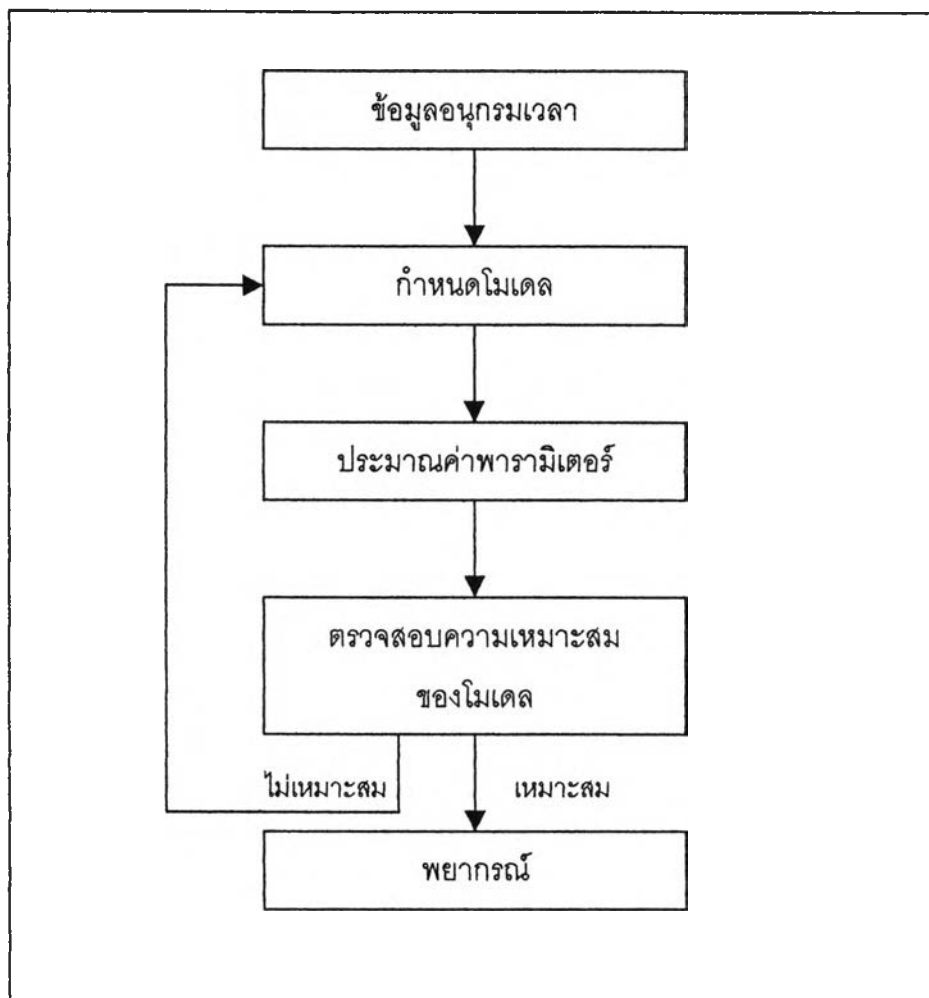 ข้อมูลอนุกรมเวลา
กำหนดโมเดล
ประมาณค่าพารามิเตอร์
ตรวจสอบความเหมาะสม
ของโมเดล
ไม่เหมาะสม
เหมาะสม
พยากรณ์